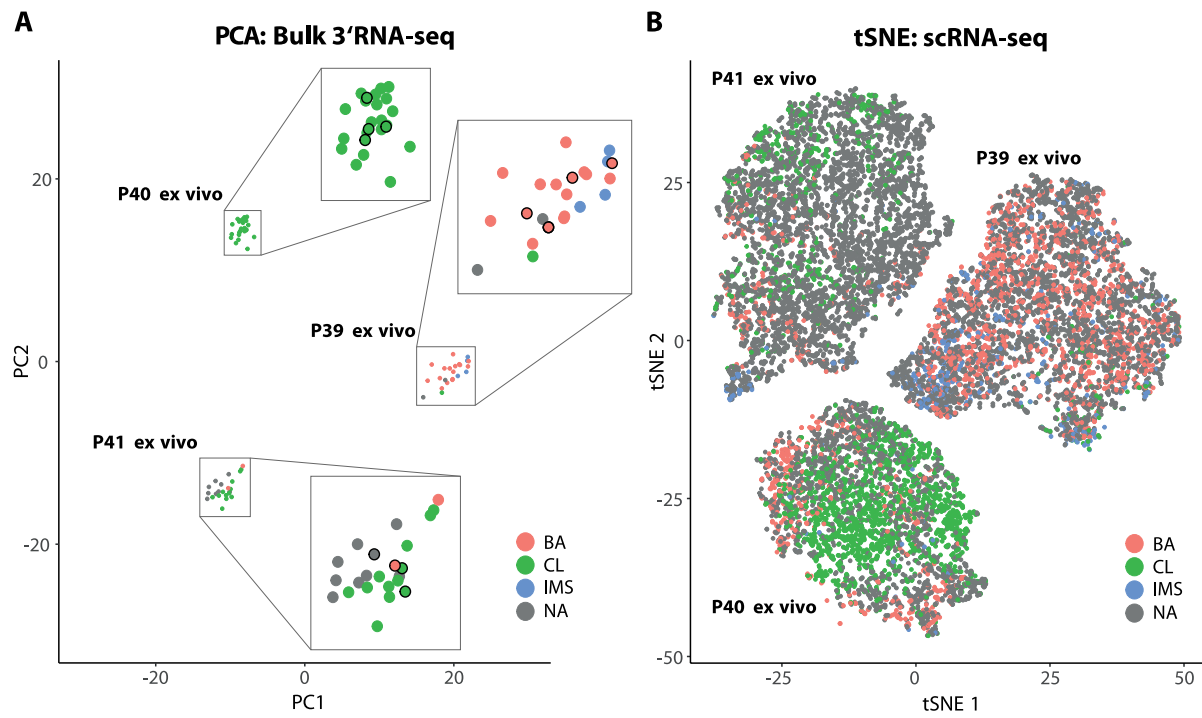 A
PCA: Bulk 3‘RNA-seq
20
0
-20
PC2
P40 ex vivo
P39 ex vivo
P41 ex vivo
BA
CL
IMS
NA
-20
0
20
PC1
B
tSNE: scRNA-seq
25
0
-25
-50
tSNE 2
P41 ex vivo
P39 ex vivo
P40 ex vivo
BA
CL
IMS
NA
-25
0
25
50
tSNE 1